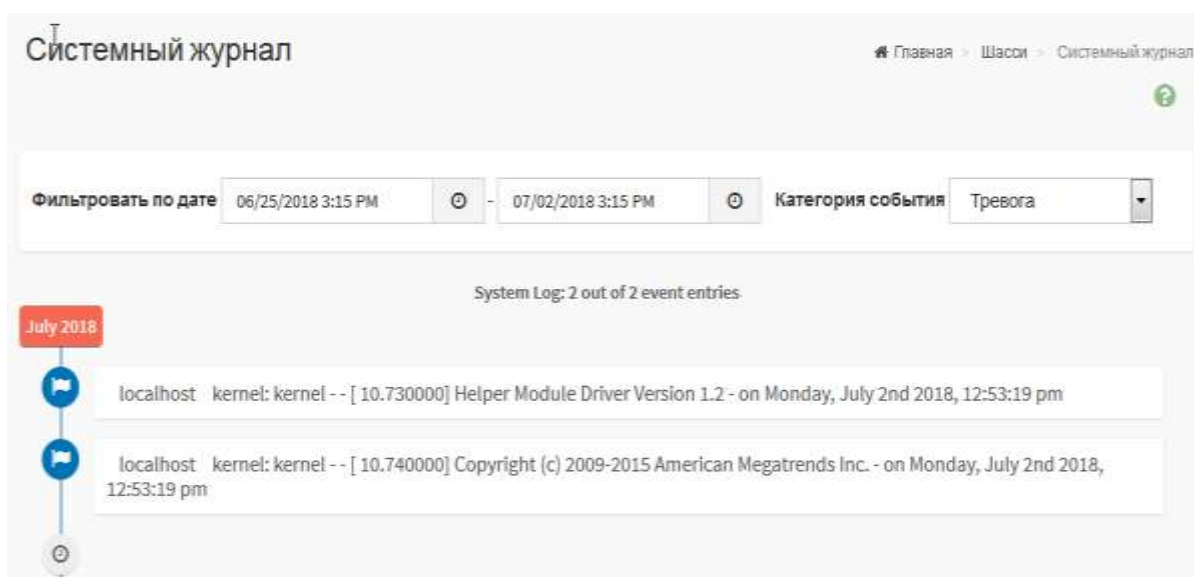 Системный журнал
Главная > Шасси > Системный журнал
Фильтровать по дате 06/25/2018 3:15 PM - 07/02/2018 3:15 PM Категория события Тревога
System Log: 2 out of 2 event entries
July 2018
localhost kernel: kernel - - [ 10.730000] Helper Module Driver Version 1.2 - on Monday, July 2nd 2018, 12:53:19 pm
localhost kernel: kernel - - [ 10.740000] Copyright (c) 2009-2015 American Megatrends Inc. - on Monday, July 2nd 2018,
12:53:19 pm